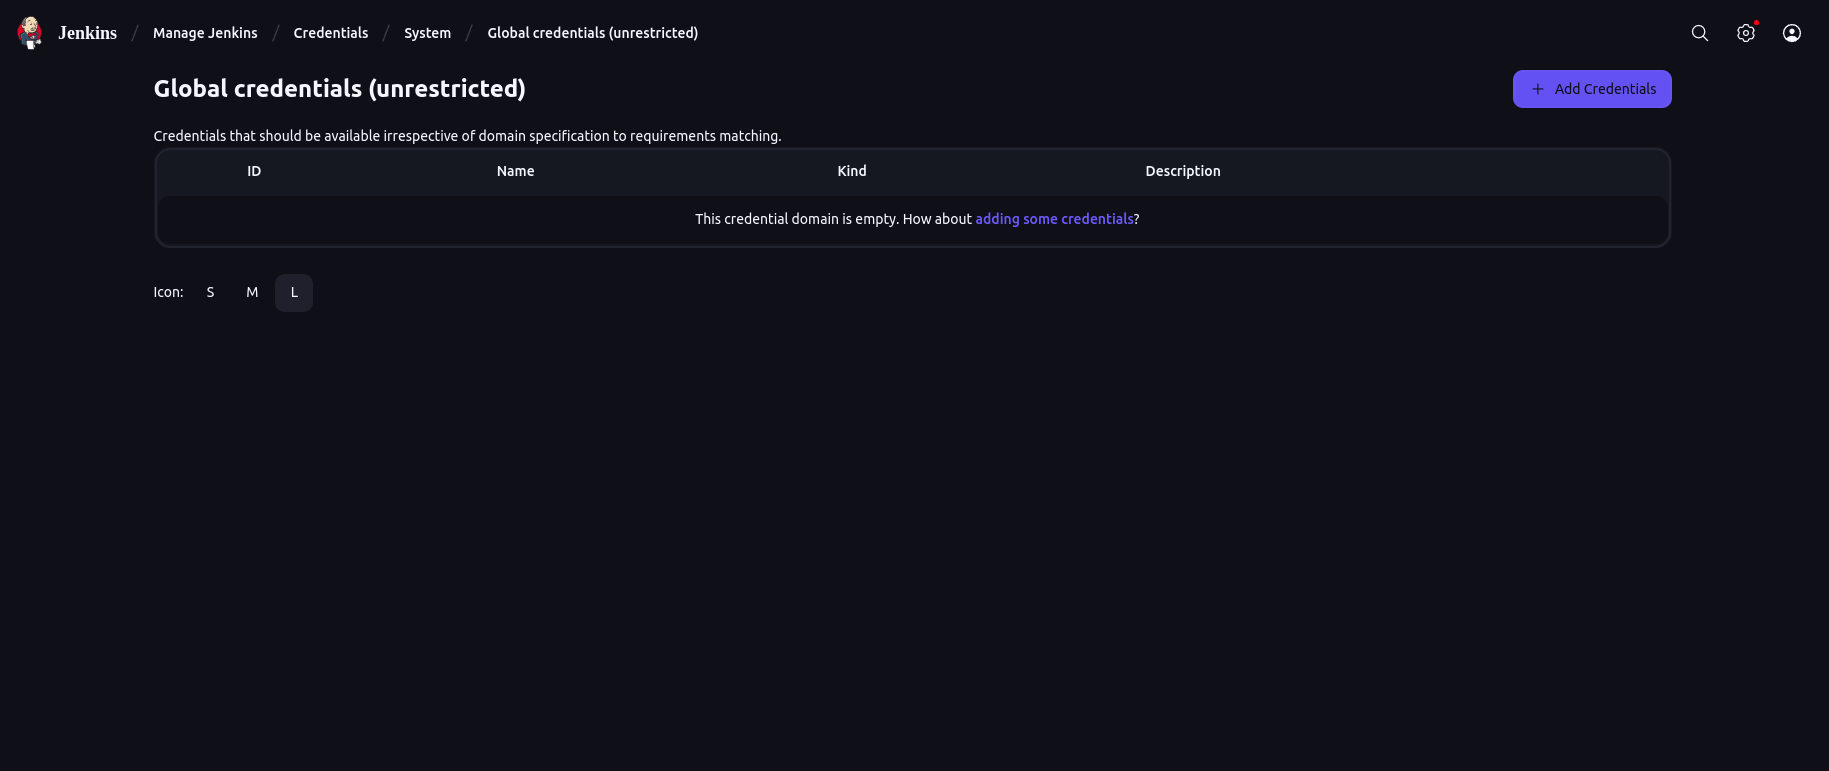 Jenkins / Manage Jenkins / Credentials / System / Global credentials (unrestricted)
Global credentials (unrestricted)
+ Add Credentials
Credentials that should be available irrespective of domain specification to requirements matching.
ID Name Kind Description
This credential domain is empty. How about adding some credentials?
Icon: S M L